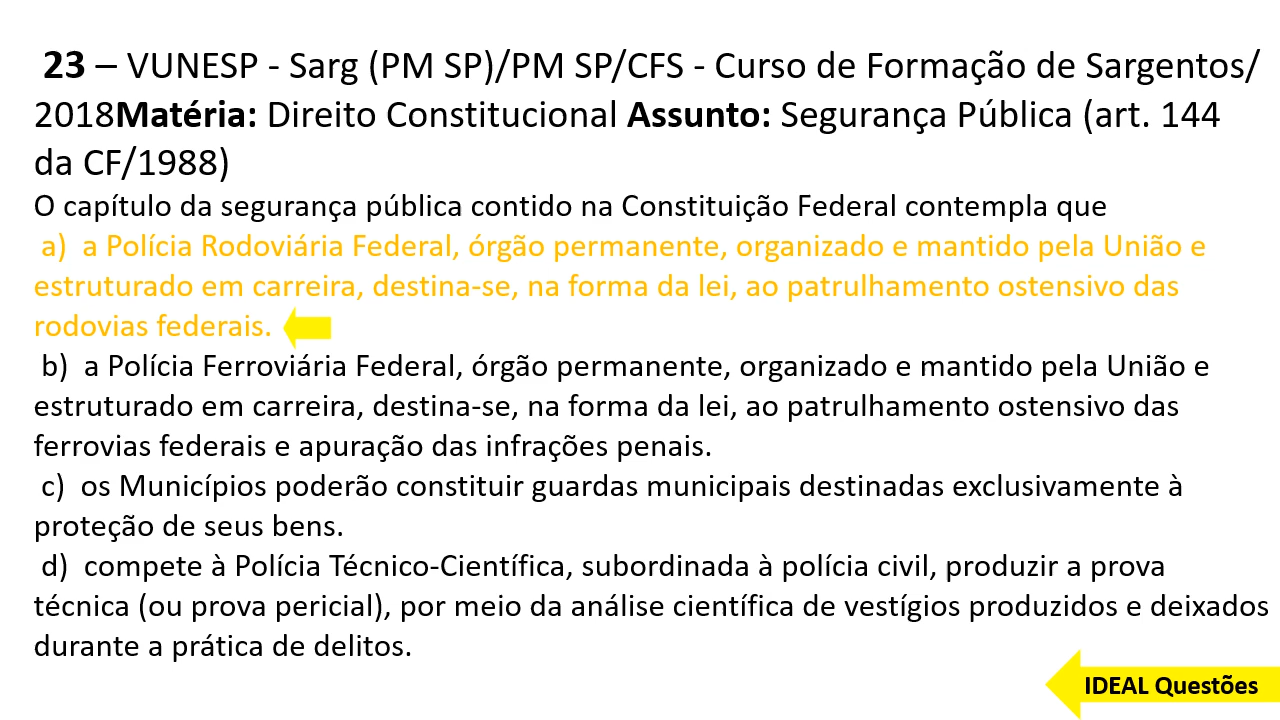 23 – VUNESP - Sarg (PM SP)/PM SP/CFS - Curso de Formação de Sargentos/
2018Matéria: Direito Constitucional Assunto: Segurança Pública (art. 144
da CF/1988)
O capítulo da segurança pública contido na Constituição Federal contempla que
a) a Polícia Rodoviária Federal, órgão permanente, organizado e mantido pela União e
estruturado em carreira, destina-se, na forma da lei, ao patrulhamento ostensivo das
rodovias federais.
b) a Polícia Ferroviária Federal, órgão permanente, organizado e mantido pela União e
estruturado em carreira, destina-se, na forma da lei, ao patrulhamento ostensivo das
ferrovias federais e apuração das infrações penais.
c) os Municípios poderão constituir guardas municipais destinadas exclusivamente à
proteção de seus bens.
d) compete à Polícia Técnico-Científica, subordinada à polícia civil, produzir a prova
técnica (ou prova pericial), por meio da análise científica de vestígios produzidos e deixados
durante a prática de delitos.
IDEAL Questões